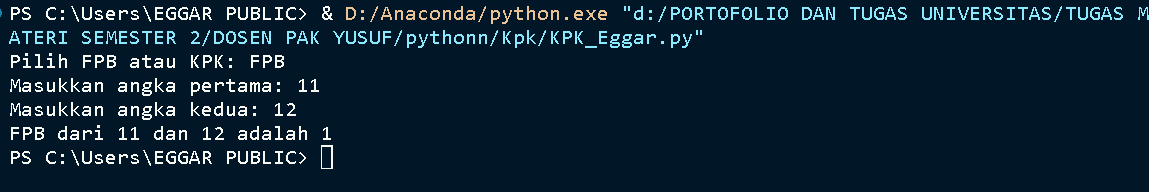 PS C:\Users\EGGAR PUBLIC> & D:/Anaconda/python.exe "d:/PORTOFOLIO DAN TUGAS UNIVERSITAS/TUGAS M
ATERI SEMESTER 2/DOSEN PAK YUSUF/pythonn/Kpk/KPK_Eggar.py"
Pilih FPB atau KPK: FPB
Masukkan angka pertama: 11
Masukkan angka kedua: 12
FPB dari 11 dan 12 adalah 1
PS C:\Users\EGGAR PUBLIC>